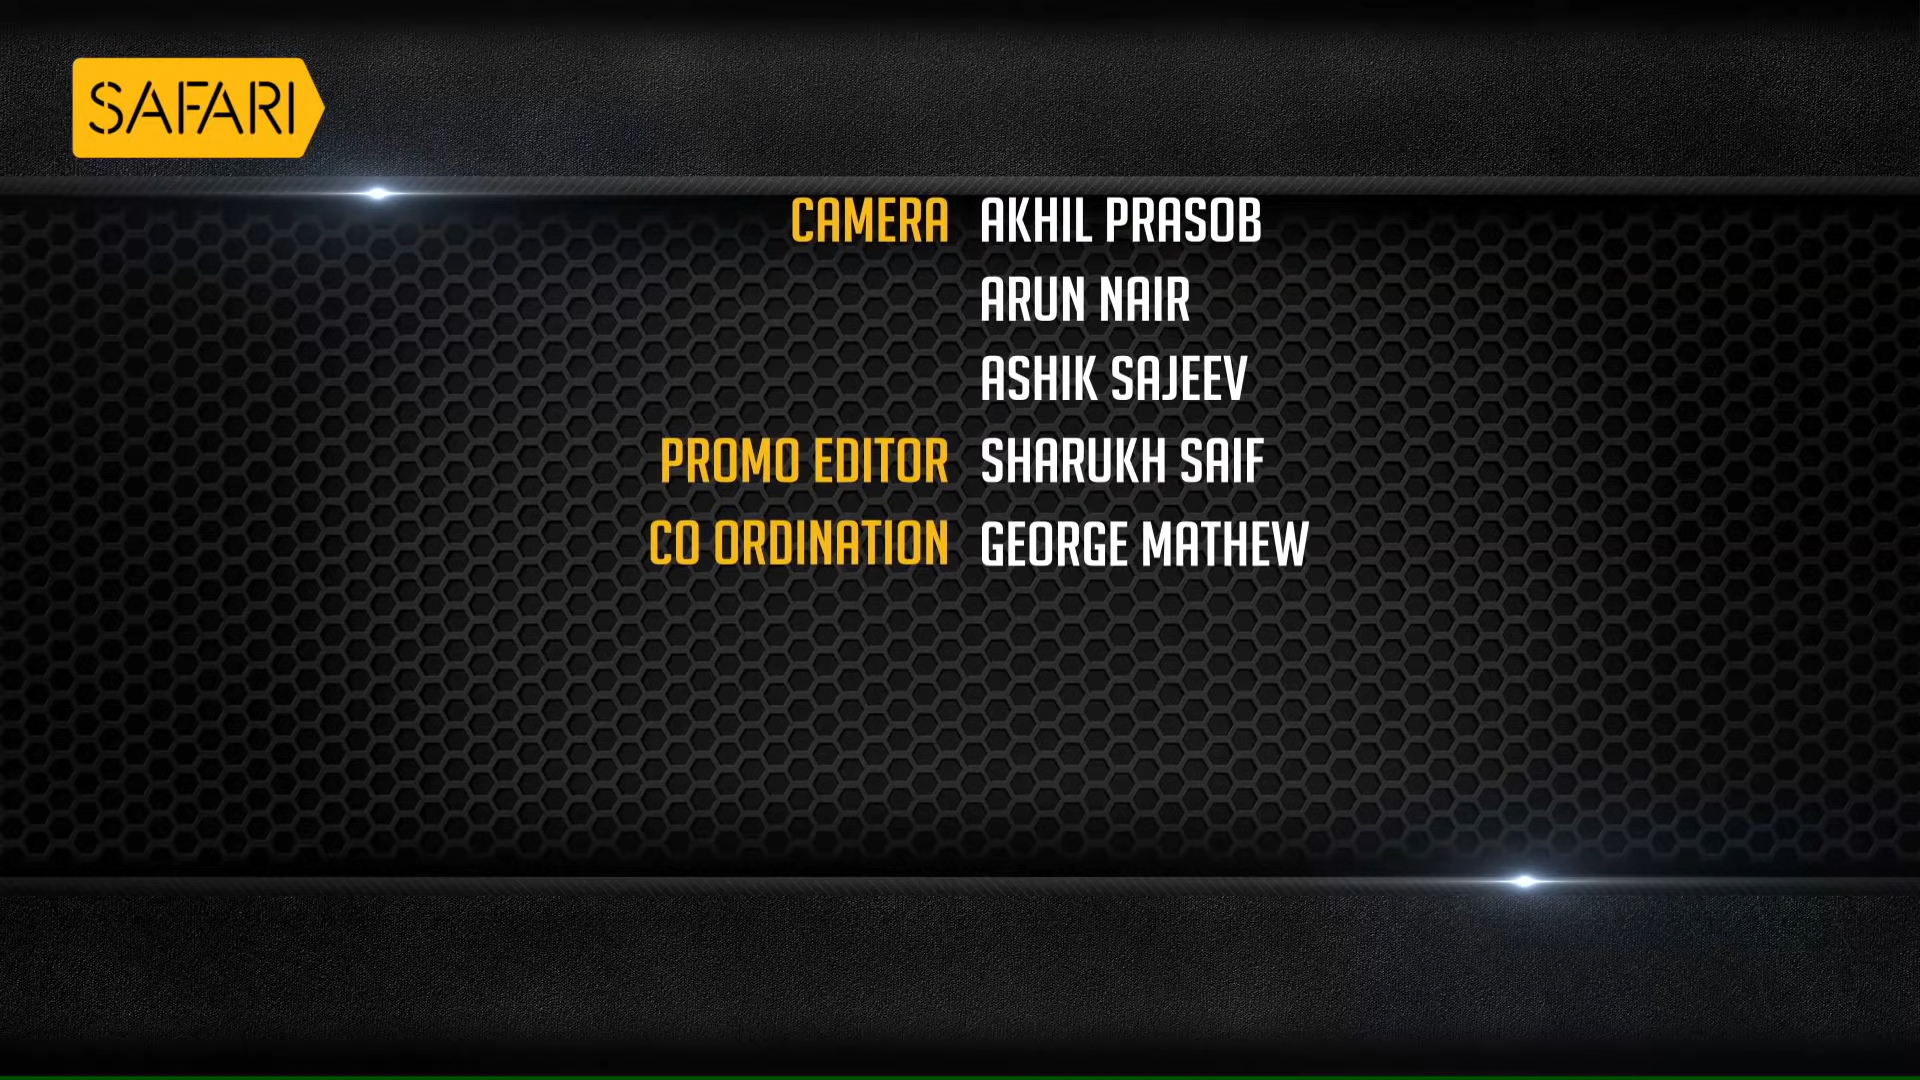 SAFARI
CAMERA AKHIL PRASOB
ARUN NAIR
ASHIK SAJEEV
PROMO EDITOR SHARUKH SAIF
CO ORDINATION GEORGE MATHEW